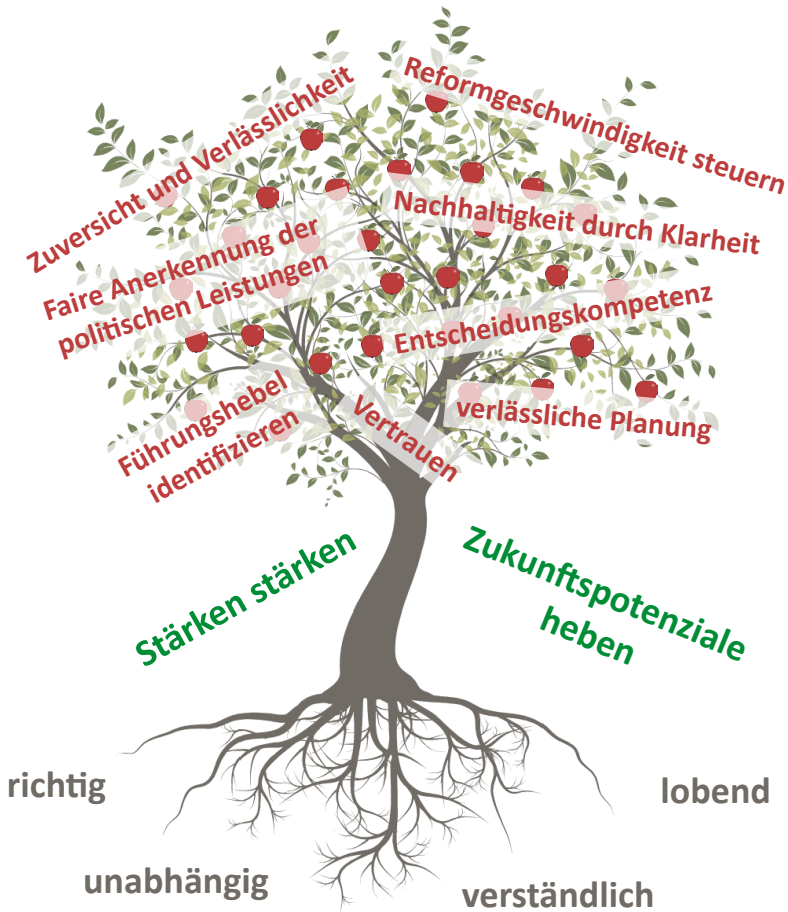 Zuversicht und Verlässlichkeit
Reformgeschwindigkeit steuern
Nachhaltigkeit durch Klarheit
Faire Anerkennung der
politischen Leistungen
Entscheidungskompetenz
Führungshebel
identifizieren
Vertrauen
verlässliche Planung
Stärken stärken
Zukunftspotenziale
heben
richtig
lobend
unabhängig
verständlich